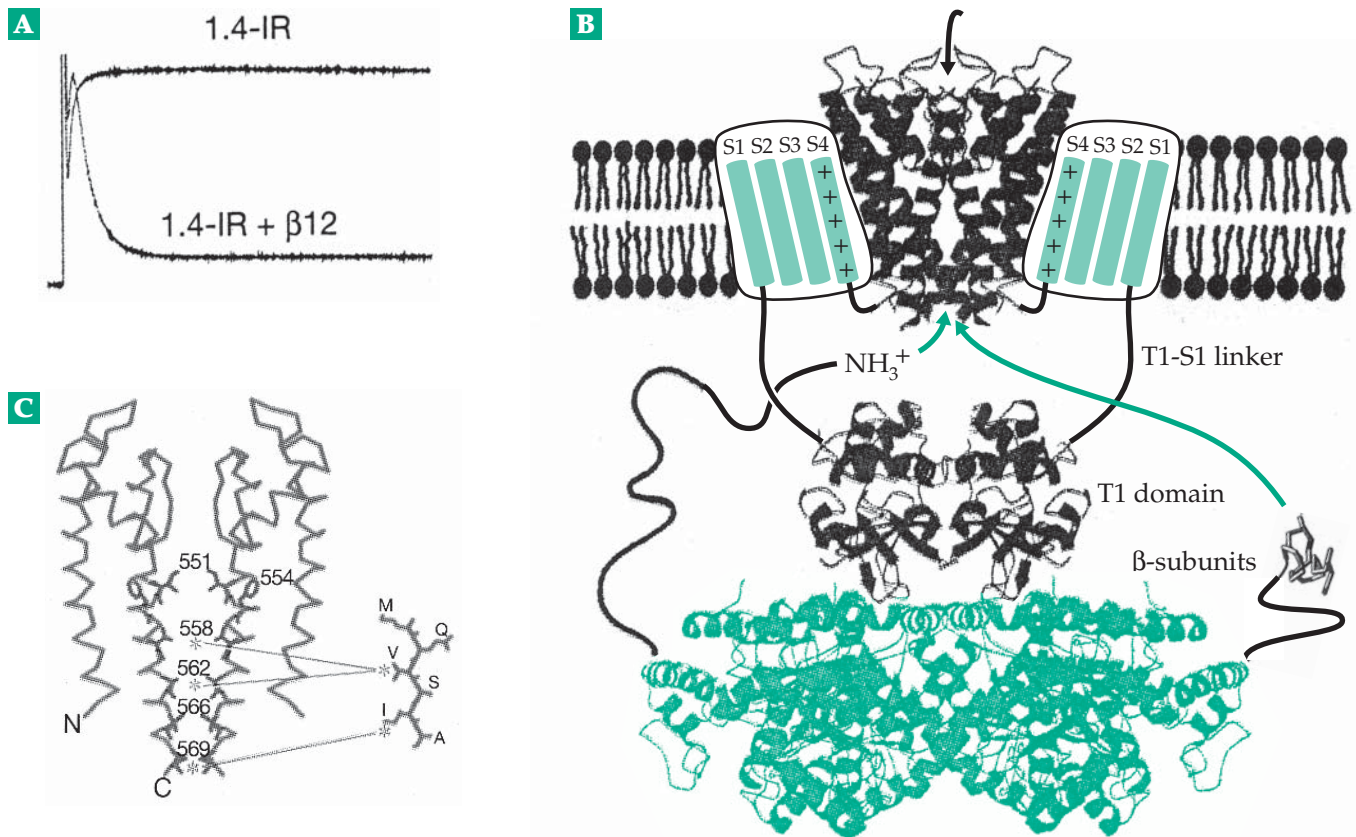 A
1.4-IR
1.4-IR + β12
B
S1 S2 S3 S4
S4 S3 S2 S1
+ +
+ +
+ +
+ +
+ +
NH3+
T1-S1 linker
T1 domain
β-subunits
C
551
554
558
562
566
569
N
C
M
Q
V
S
I
A